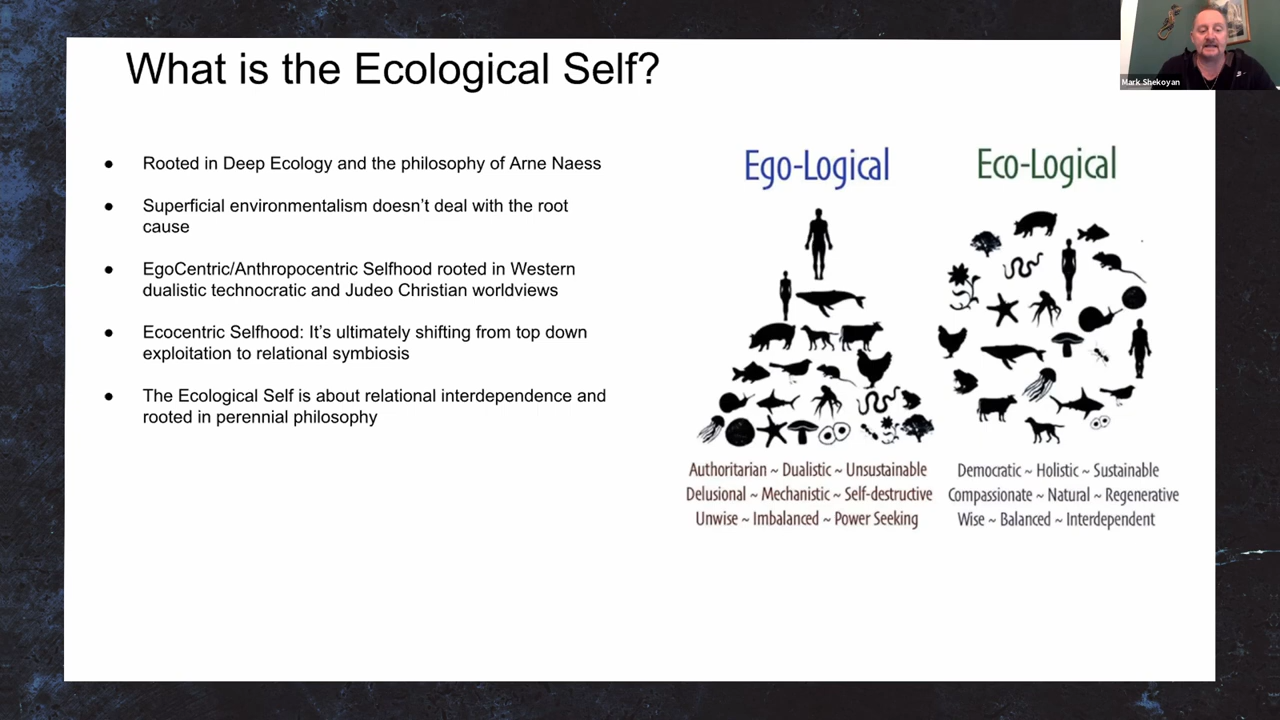 What is the Ecological Self?
Mark Shekoyan
● Rooted in Deep Ecology and the philosophy of Arne Naess
● Superficial environmentalism doesn’t deal with the root
cause
● EgoCentric/Anthropocentric Selfhood rooted in Western
dualistic technocratic and Judeo Christian worldviews
● Ecocentric Selfhood: It’s ultimately shifting from top down
exploitation to relational symbiosis
● The Ecological Self is about relational interdependence and
rooted in perennial philosophy
Ego-Logical
Authoritarian ~ Dualistic ~ Unsustainable
Delusional ~ Mechanistic ~ Self-destructive
Unwise ~ Imbalanced ~ Power Seeking
Eco-Logical
Democratic ~ Holistic ~ Sustainable
Compassionate ~ Natural ~ Regenerative
Wise ~ Balanced ~ Interdependent